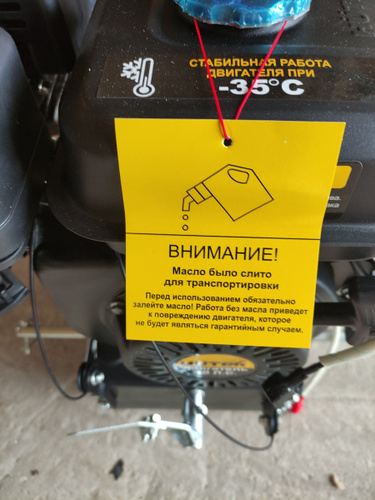 СТАБИЛЬНАЯ РАБОТА
ДВИГАТЕЛЯ ПРИ
-35°C
ВНИМАНИЕ!
Масло было слито
для транспортировки
Перед использованием обязательно
залейте масло! Работа без масла приведет
к повреждению двигателя, которое
не будет являться гарантийным случаем.